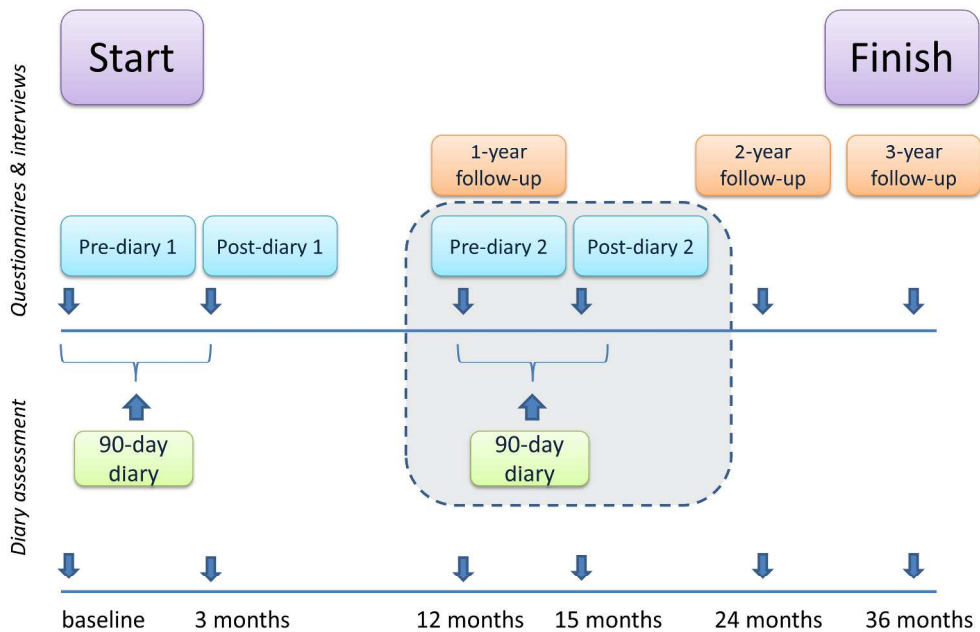 Start
Finish
Questionnaires & interviews
1-year
follow-up
2-year
follow-up
3-year
follow-up
Pre-diary 1
Post-diary 1
Pre-diary 2
Post-diary 2
Diary assessment
90-day
diary
90-day
diary
baseline
3 months
12 months
15 months
24 months
36 months